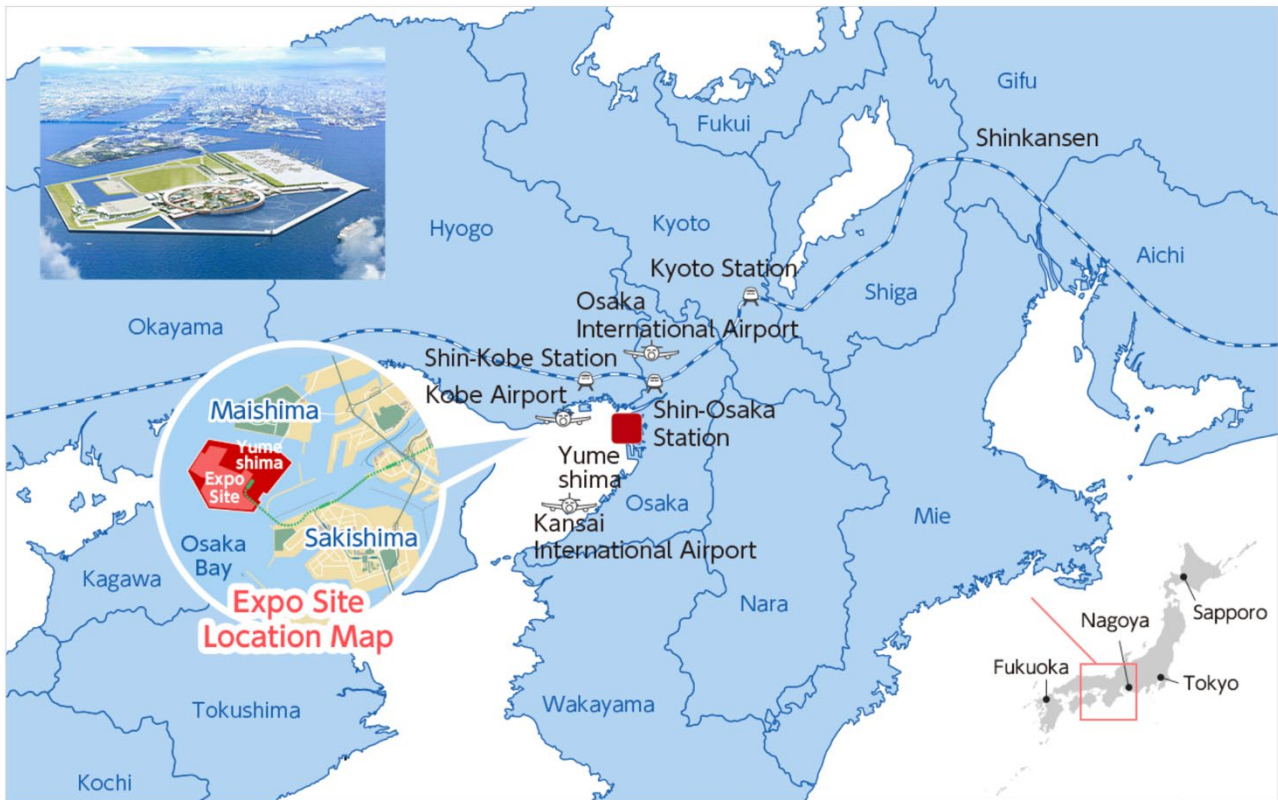 Gifu
Fukui
Shinkansen
Hyogo
Kyoto
Aichi
Kyoto Station
Shiga
Osaka
International Airport
Okayama
Shin-Kobe Station
Kobe Airport
Shin-Osaka
Station
Maishima
Yume
shima
Expo
Site
Yume
shima
Osaka
Kansai
International Airport
Mie
Sakishima
Osaka
Bay
Kagawa
Expo Site
Location Map
Nara
Sapporo
Nagoya
Fukuoka
Tokyo
Tokushima
Wakayama
Kochi